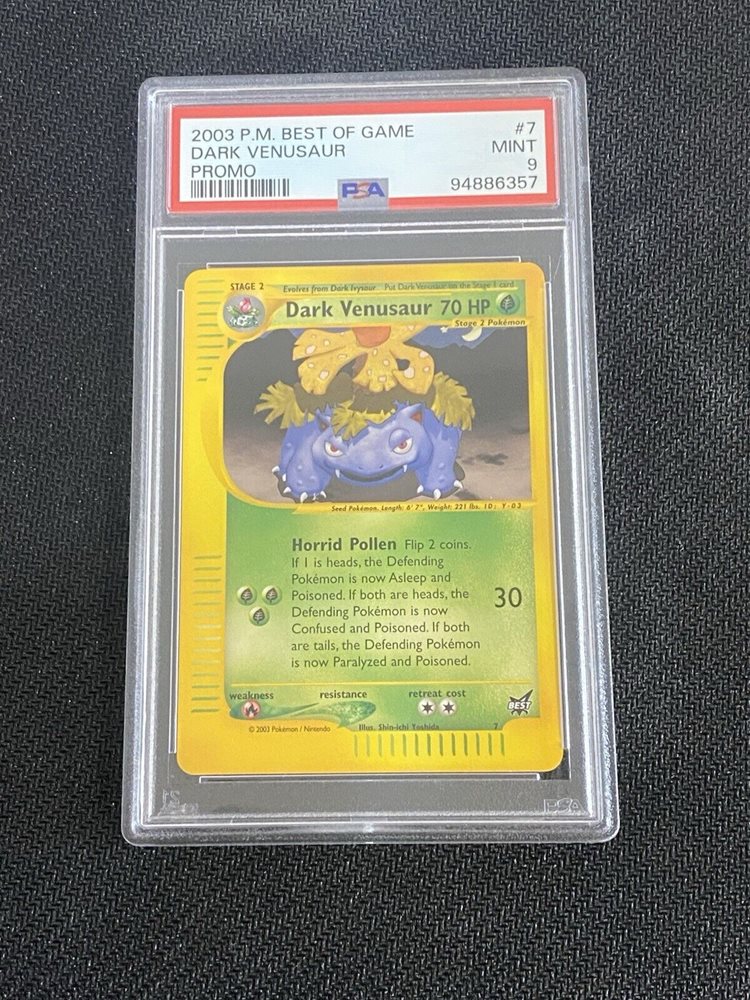 2003 P.M. BEST OF GAME #7
DARK VENUSAUR MINT
PROMO 9
PSA 94886357
STAGE 2 Evolves from Dark Ivysaur Put Dark Venusaur on the Stage 1 card
Dark Venusaur 70 HP
Stage 2 Pokémon
Seed Pokémon. Length: 6' 7", Weight: 221 lbs. ID: Y-03
Horrid Pollen Flip 2 coins.
If 1 is heads, the Defending
Pokémon is now Asleep and
Poisoned. If both are heads, the
Defending Pokémon is now
Confused and Poisoned. If both
are tails, the Defending Pokémon
is now Paralyzed and Poisoned.
30
weakness resistance retreat cost
BEST
© 2003 Pokémon / Nintendo Illus. Shin-ichi Yoshida 7
PSA